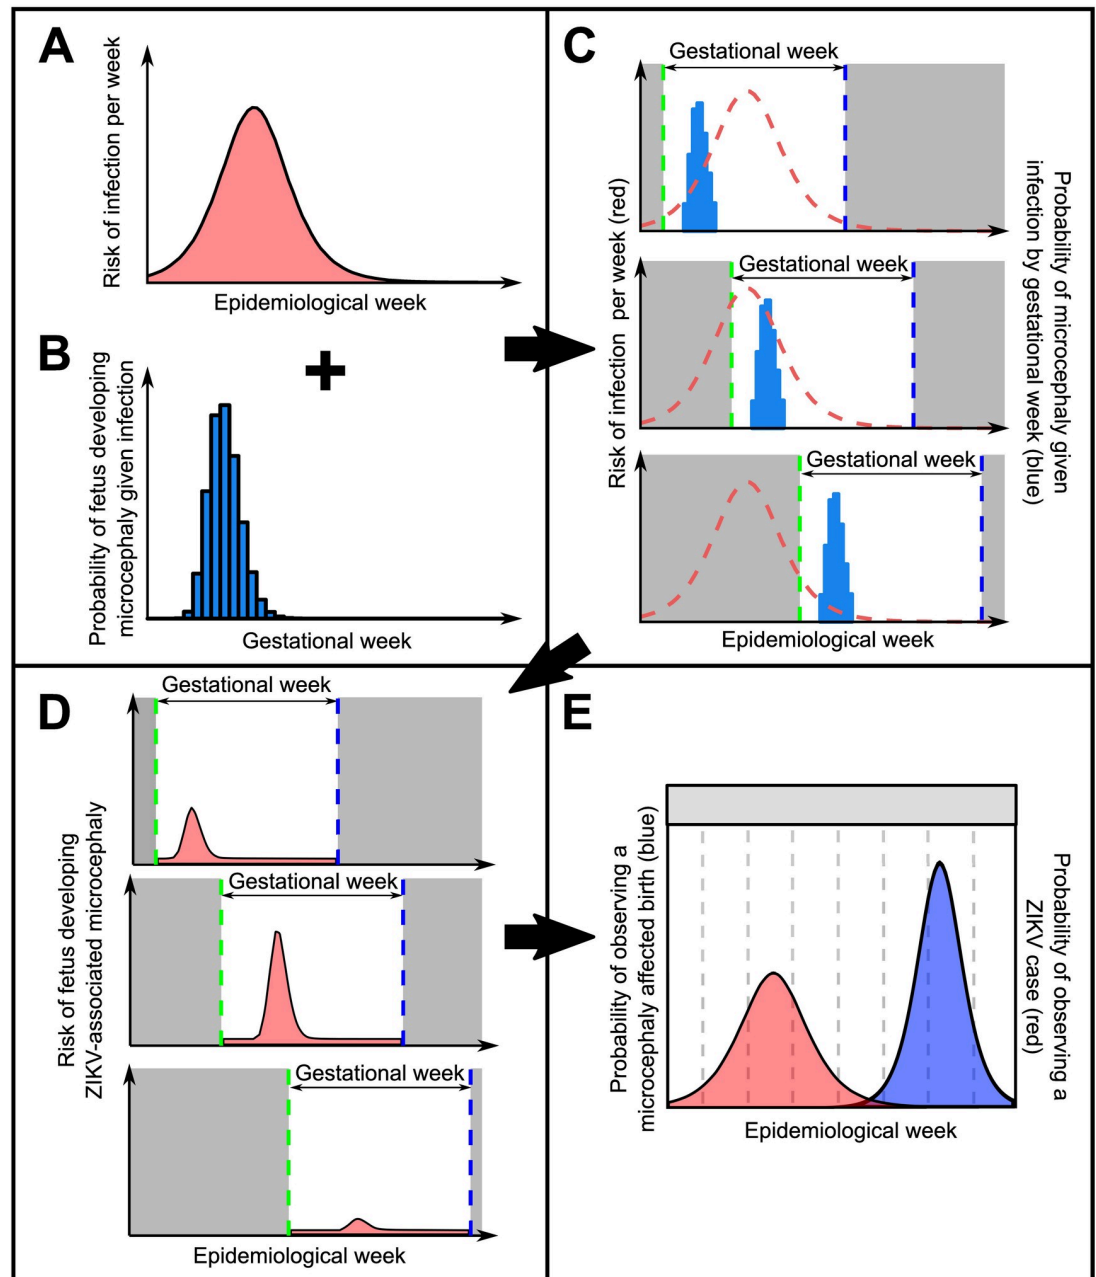 A
Risk of infection per week
Epidemiological week
B
+
Probability of fetus developing
microcephaly given infection
Gestational week
C
Gestational week
Gestational week
Gestational week
Risk of infection per week (red)
Probability of microcephaly given
infection by gestational week (blue)
Epidemiological week
D
Gestational week
Gestational week
Gestational week
Risk of fetus developing
ZIKV-associated microcephaly
Epidemiological week
E
Probability of observing a
microcephaly affected birth (blue)
Probability of observing a
ZIKV case (red)
Epidemiological week